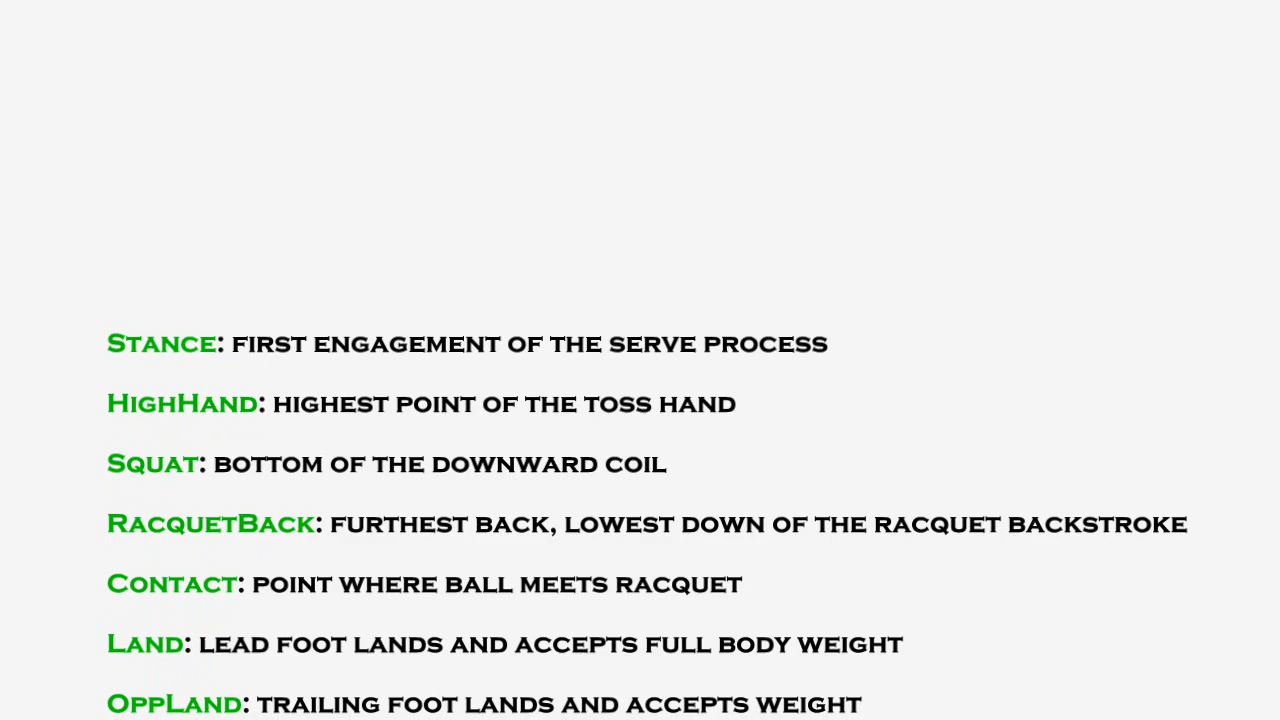 Stance: first engagement of the serve process
HighHand: highest point of the toss hand
Squat: bottom of the downward coil
RacquetBack: furthest back, lowest down of the racquet backstroke
Contact: point where ball meets racquet
Land: lead foot lands and accepts full body weight
OppLand: trailing foot lands and accepts weight